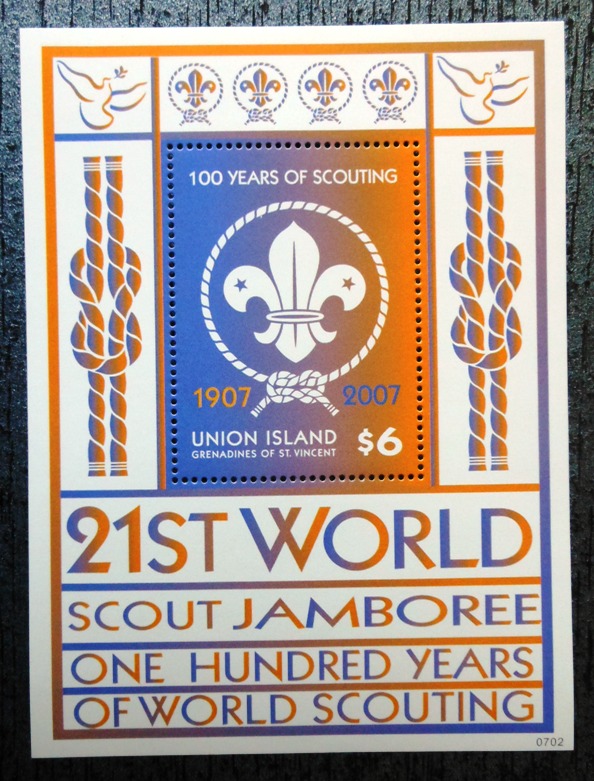 100 YEARS OF SCOUTING
1907 2007
UNION ISLAND
GRENADINES OF ST. VINCENT
$6
21ST WORLD
SCOUT JAMBOREE
ONE HUNDRED YEARS
OF WORLD SCOUTING
0702